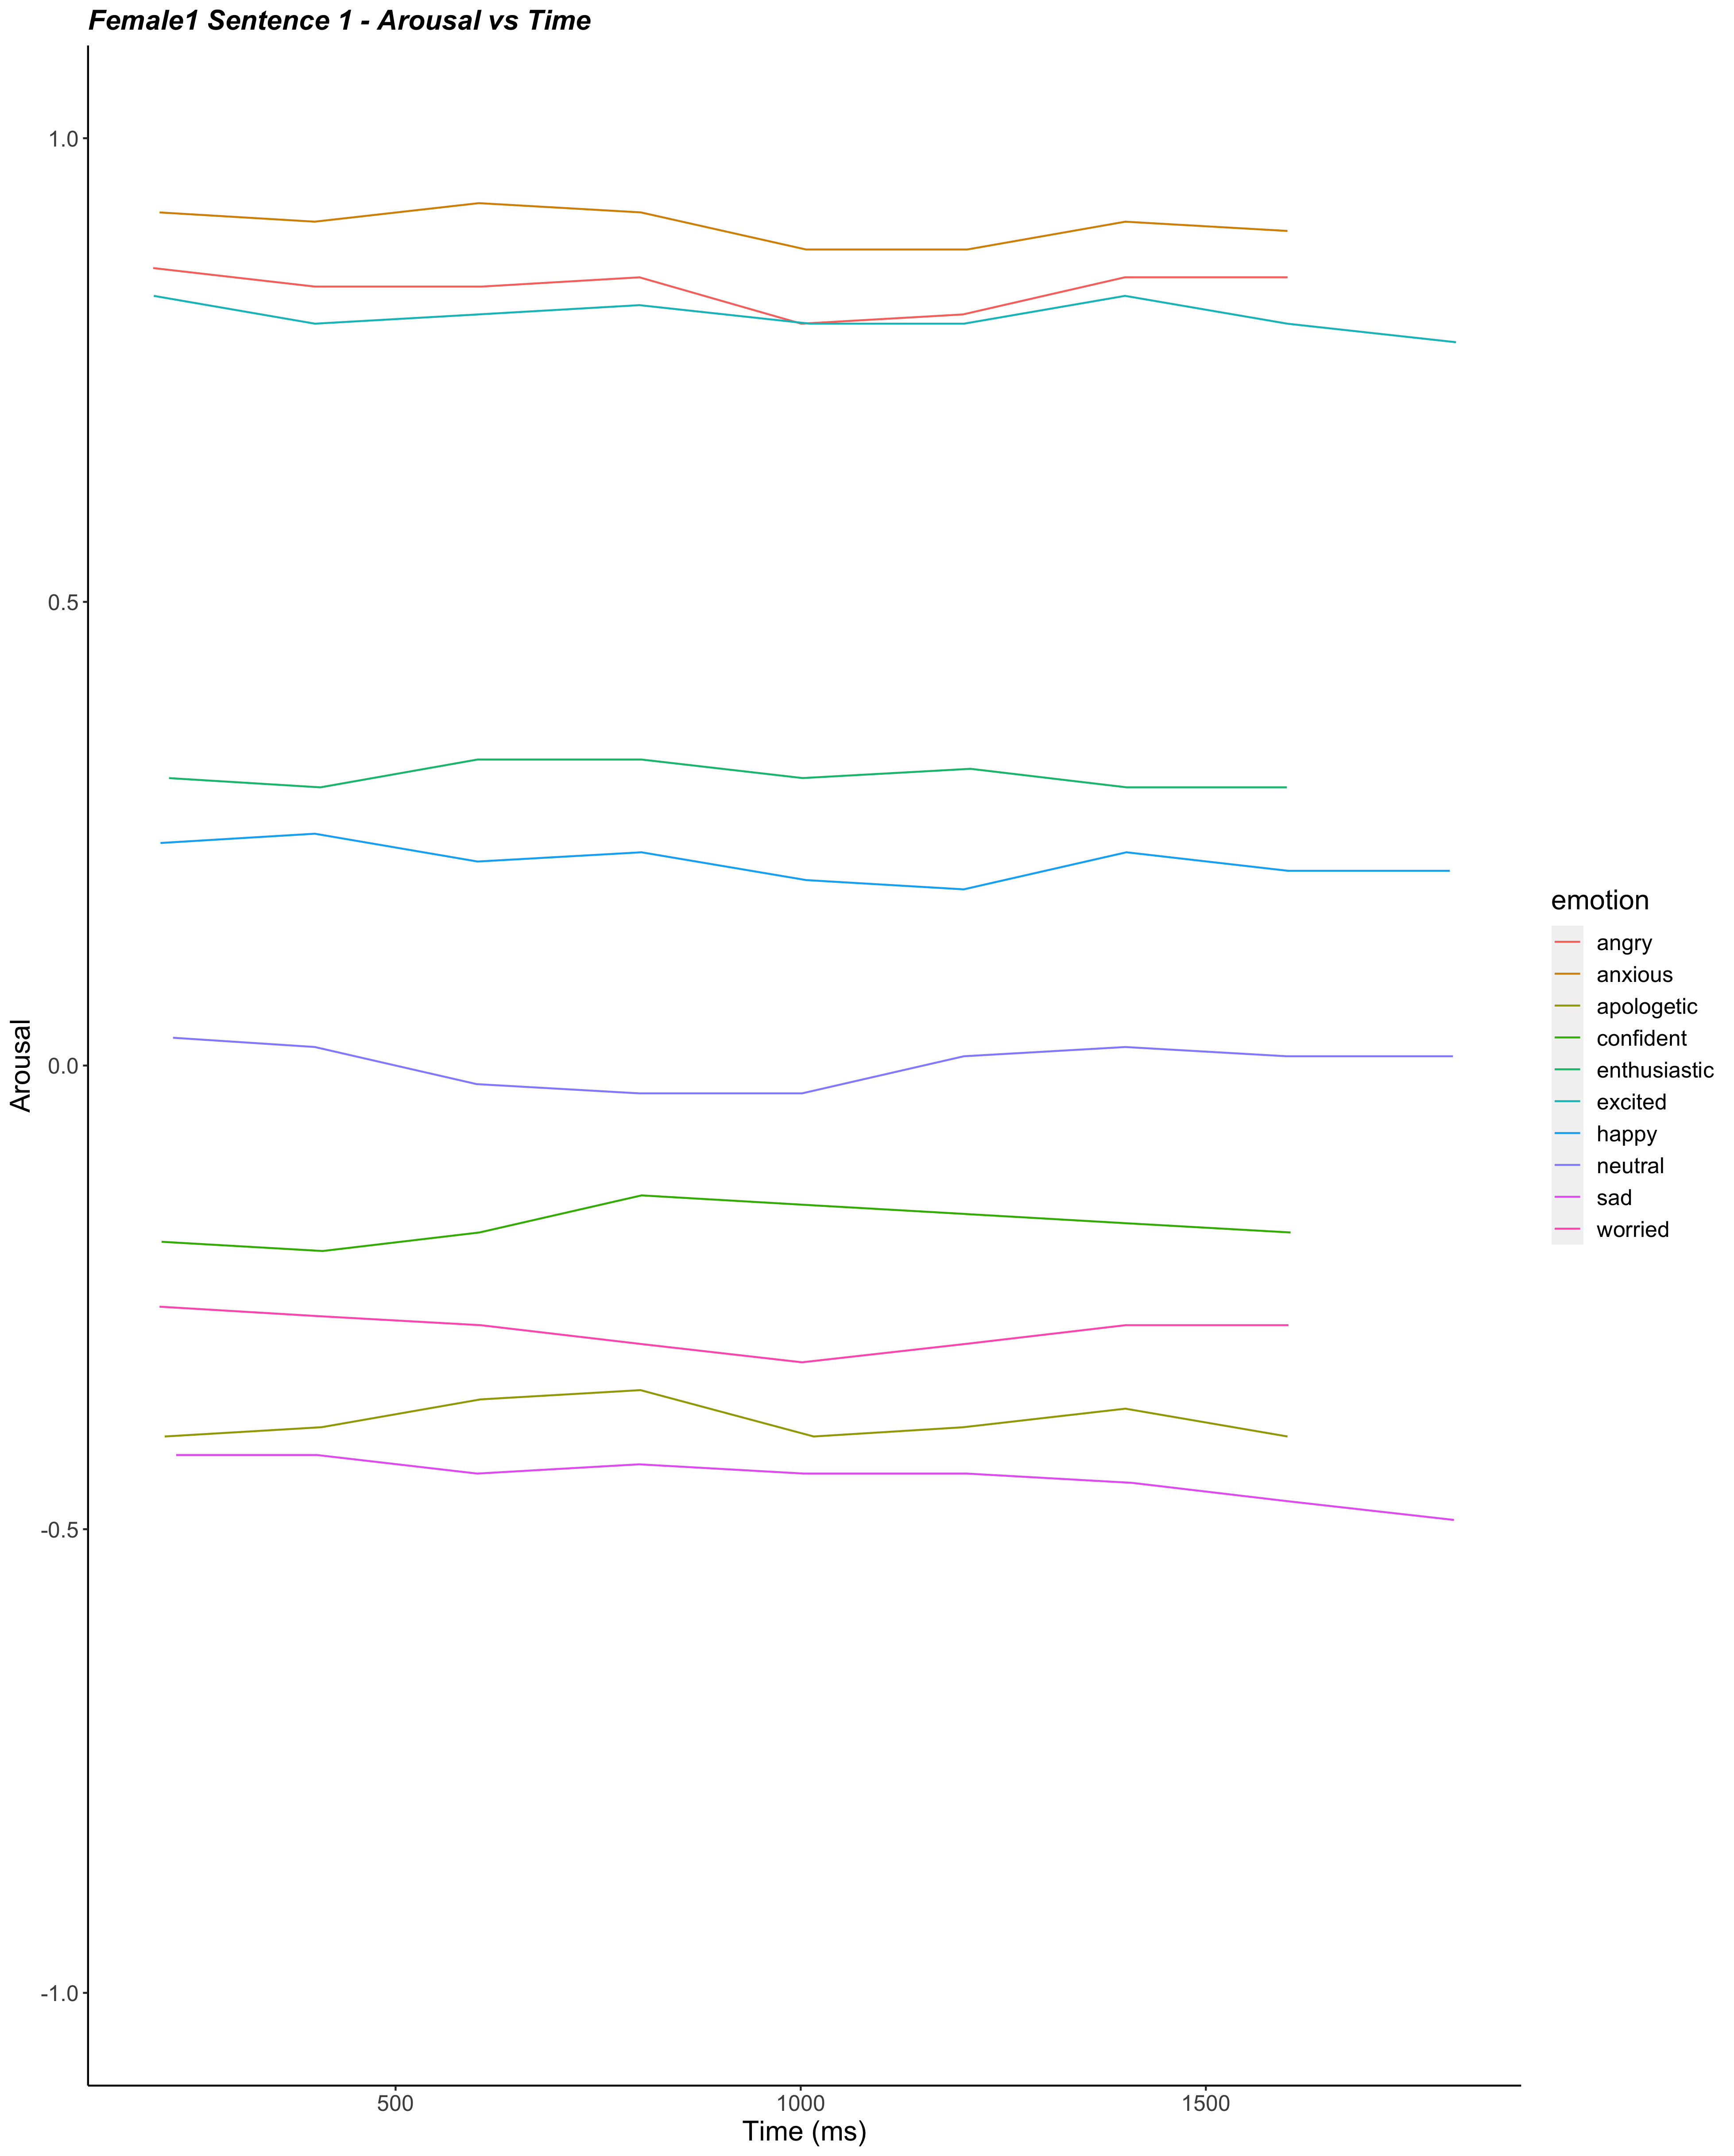 Female1 Sentence 1 - Arousal vs Time
1.0
0.5
0.0
-0.5
-1.0
Arousal
500 1000 1500
Time (ms)
emotion
angry
anxious
apologetic
confident
enthusiastic
excited
happy
neutral
sad
worried